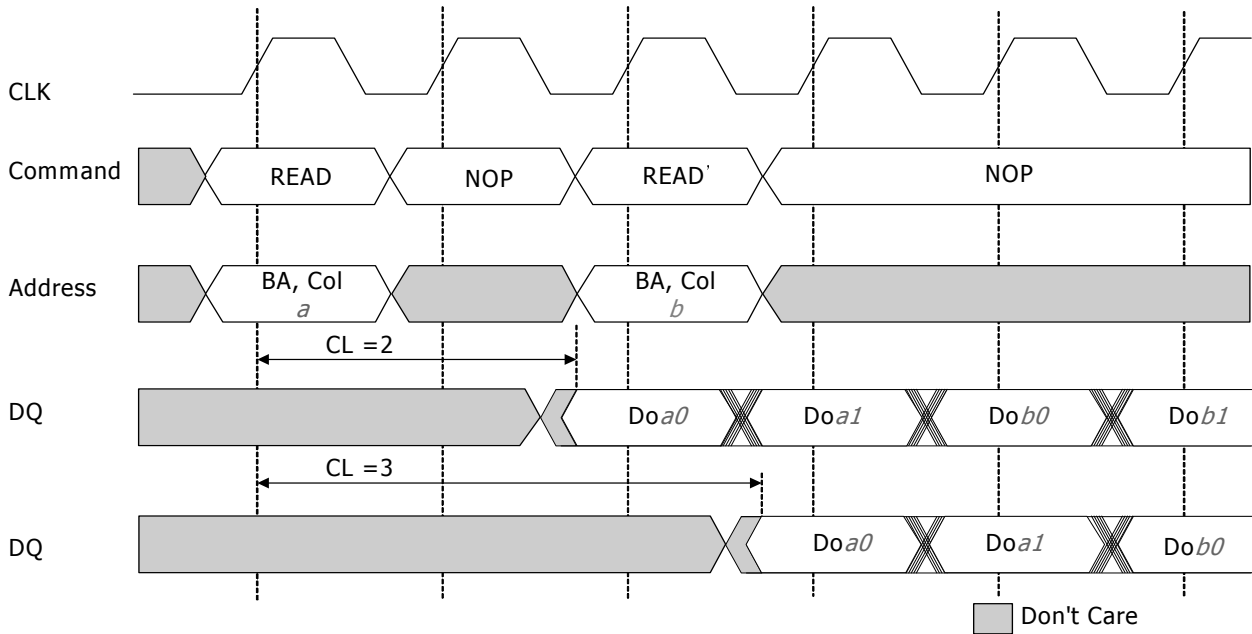 CLK
Command
READ
NOP
READ'
NOP
Address
BA, Col
a
BA, Col
b
CL =2
DQ
Doa0
Doa1
Dob0
Dob1
CL =3
DQ
Doa0
Doa1
Dob0
Don't Care